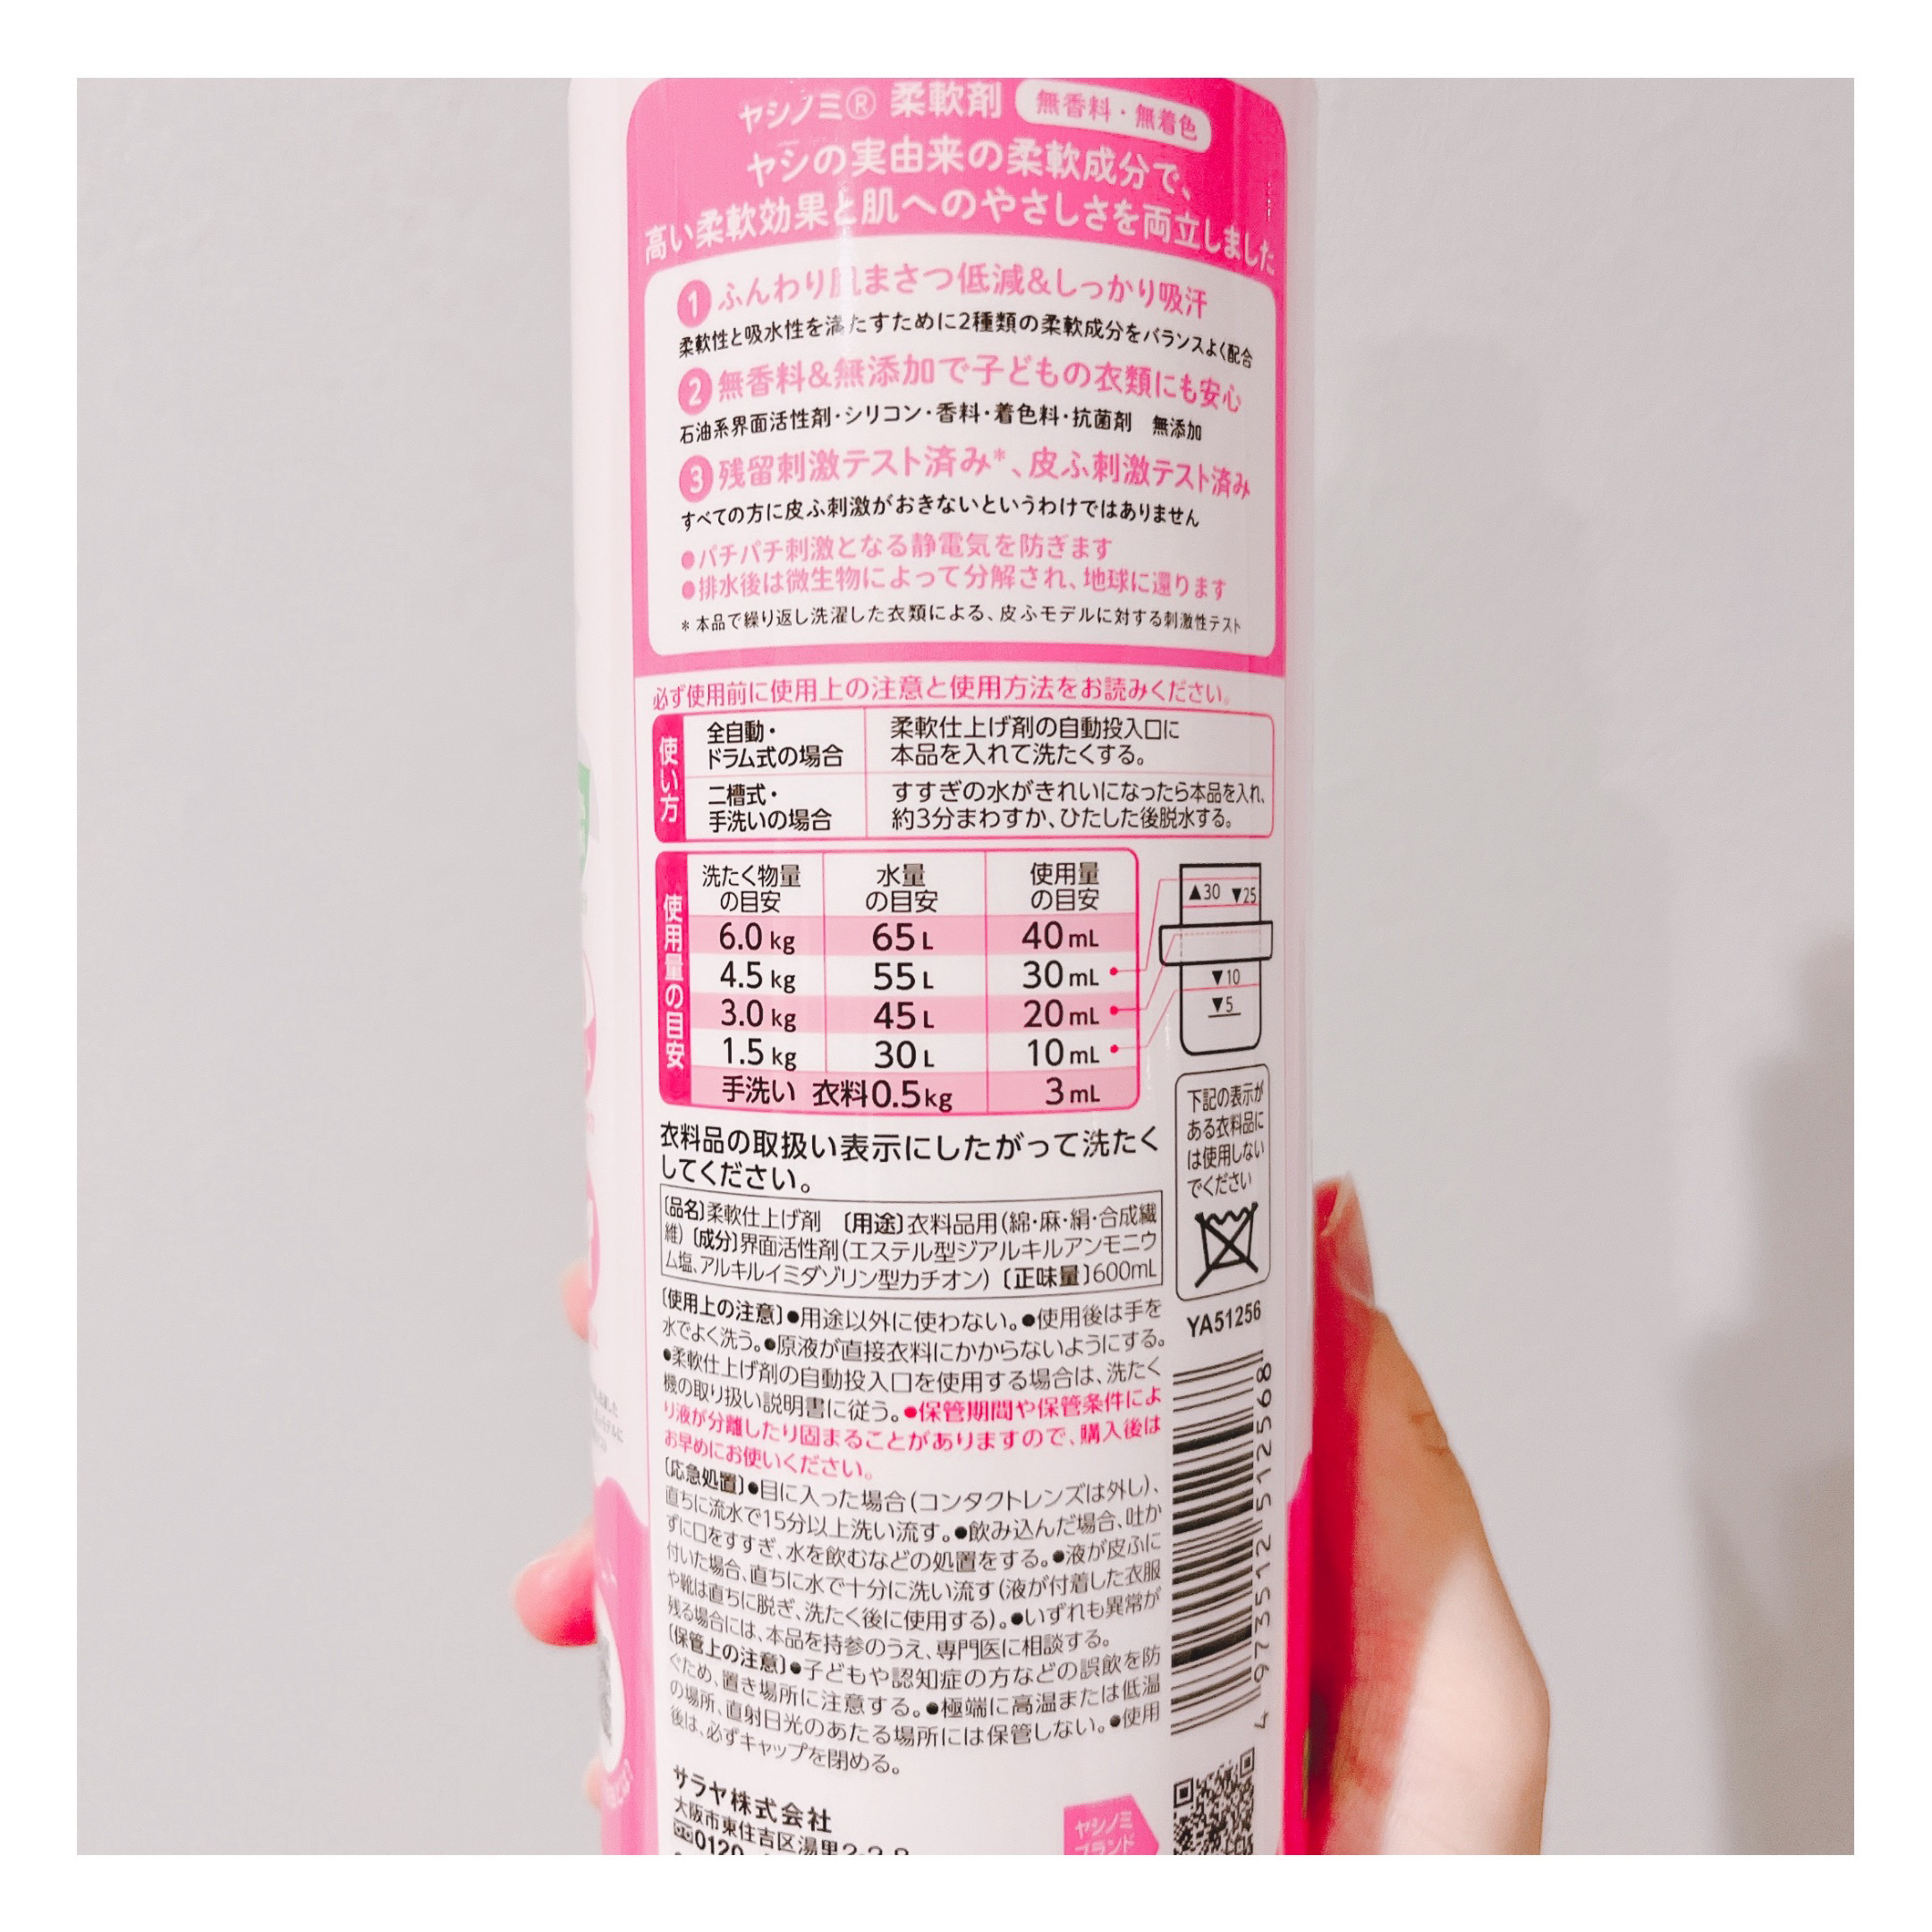 ヤシノミ® 柔軟剤 無香料・無着色
ヤシの実由来の柔軟成分で、
高い柔軟効果と肌へのやさしさを両立しました
1 ふんわり肌まさつ低減&しっかり吸汗
柔軟性と吸水性を満たすために2種類の柔軟成分をバランスよく配合
2 無香料&無添加で子どもの衣類にも安心
石油系界面活性剤・シリコン・香料・着色料・抗菌剤 無添加
3 残留刺激テスト済み*、皮ふ刺激テスト済み
すべての方に皮ふ刺激がおきないというわけではありません
●パチパチ刺激となる静電気を防ぎます
●排水後は微生物によって分解され、地球に還ります
*本品で繰り返し洗濯した衣類による、皮ふモデルに対する刺激性テスト
必ず使用前に使用上の注意と使用方法をお読みください。
使い方
全自動・
ドラム式の場合
柔軟仕上げ剤の自動投入口に
本品を入れて洗たくする。
二槽式・
手洗いの場合
すすぎの水がきれいになったら本品を入れ、
約3分まわすか、ひたした後脱水する。
使用量の目安
洗たく物量
の目安
水量
の目安
使用量
の目安
6.0kg 65L 40mL
4.5kg 55L 30mL
3.0kg 45L 20mL
1.5kg 30L 10mL
手洗い 衣料0.5kg 3mL
▲30 ▼25
▼10
▼5
衣料品の取扱い表示にしたがって洗たく
してください。
下記の表示が
ある衣料品に
は使用しない
でください
〔品名〕柔軟仕上げ剤 〔用途〕衣料品用(綿・麻・絹・合成繊
維)〔成分〕界面活性剤(エステル型ジアルキルアンモニウ
ム塩、アルキルイミダゾリン型カチオン)〔正味量〕600mL
YA51256
〔使用上の注意〕●用途以外に使わない。●使用後は手を
水でよく洗う。●原液が直接衣料にかからないようにする。
●柔軟仕上げ剤の自動投入口を使用する場合は、洗たく
機の取り扱い説明書に従う。●保管期間や保管条件によ
り液が分離したり固まることがありますので、購入後は
お早めにお使いください。
〔応急処置〕●目に入った場合(コンタクトレンズは外し)、
直ちに流水で15分以上洗い流す。●飲み込んだ場合、吐か
ずに口をすすぎ、水を飲むなどの処置をする。●液が皮ふに
付いた場合、直ちに水で十分に洗い流す(液が付着した衣服
や靴は直ちに脱ぎ、洗たく後に使用する)。●いずれも異常が
残る場合には、本品を持参のうえ、専門医に相談する。
〔保管上の注意〕●子どもや認知症の方などの誤飲を防
ぐため、置き場所に注意する。●極端に高温または低温
の場所、直射日光のあたる場所には保管しない。●使用
後は、必ずキャップを閉める。
4 973512 512568
サラヤ株式会社
大阪市東住吉区湯里2-2-8
0120
ヤシノミ
ブランド